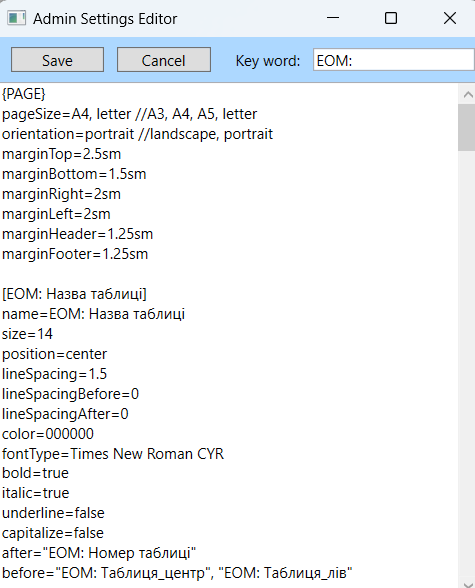 Admin Settings Editor
Save Cancel Key word: EOM:
{PAGE}
pageSize=A4, letter //A3, A4, A5, letter
orientation=portrait //landscape, portrait
marginTop=2.5sm
marginBottom=1.5sm
marginRight=2sm
marginLeft=2sm
marginHeader=1.25sm
marginFooter=1.25sm
[EOM: Назва таблиці]
name=EOM: Назва таблиці
size=14
position=center
lineSpacing=1.5
lineSpacingBefore=0
lineSpacingAfter=0
color=000000
fontType=Times New Roman CYR
bold=true
italic=true
underline=false
capitalize=false
after="EOM: Номер таблиці"
before="EOM: Таблиця_центр", "EOM: Таблиця_лів"